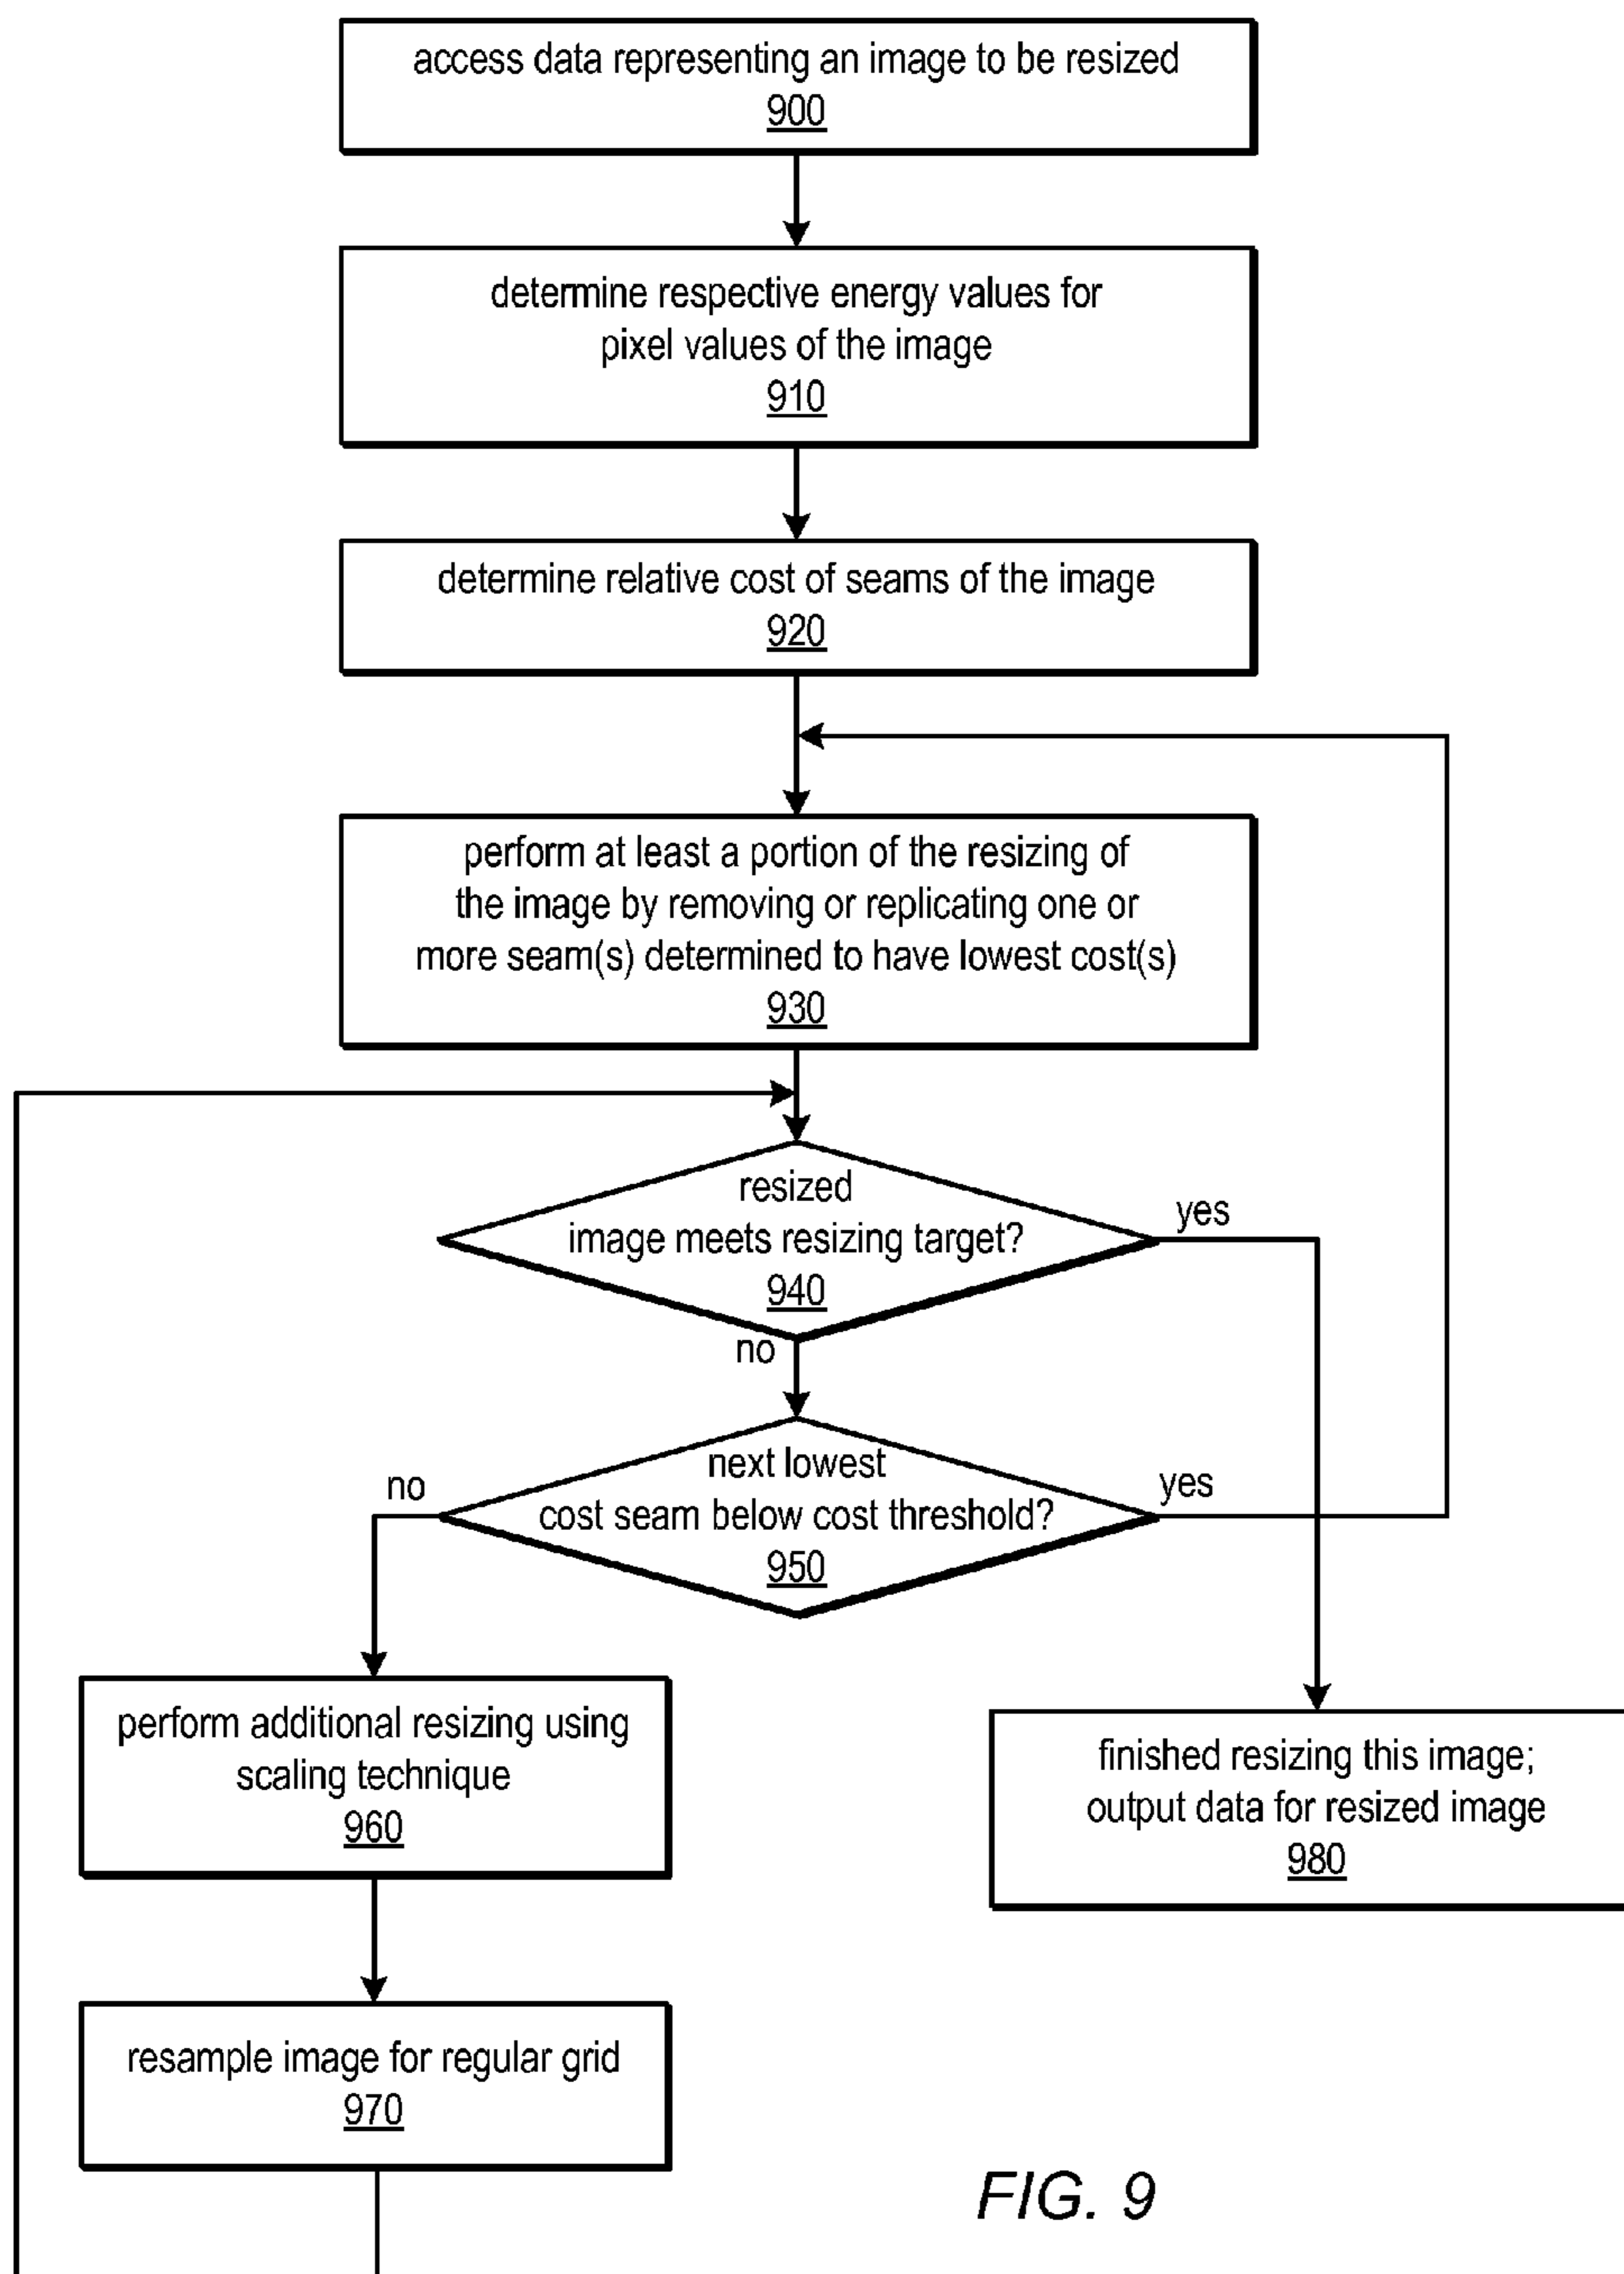 access data representing an image to be resized
900
determine respective energy values for
pixel values of the image
910
determine relative cost of seams of the image
920
perform at least a portion of the resizing of
the image by removing or replicating one or
more seam(s) determined to have lowest cost(s)
930
resized
image meets resizing target?
940
yes
no
next lowest
cost seam below cost threshold?
950
no
yes
perform additional resizing using
scaling technique
960
finished resizing this image;
output data for resized image
980
resample image for regular grid
970
FIG. 9